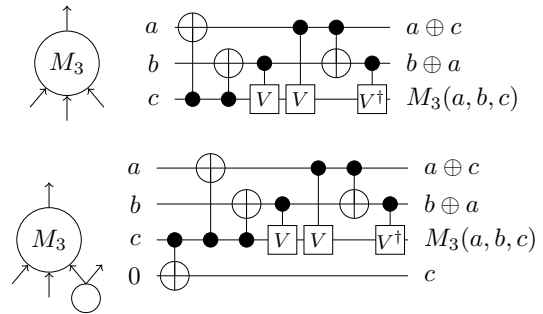 a a ⊕ c
M₃ b b ⊕ a
c V V V† M₃(a, b, c)
a a ⊕ c
b b ⊕ a
M₃ c V V V† M₃(a, b, c)
0 c